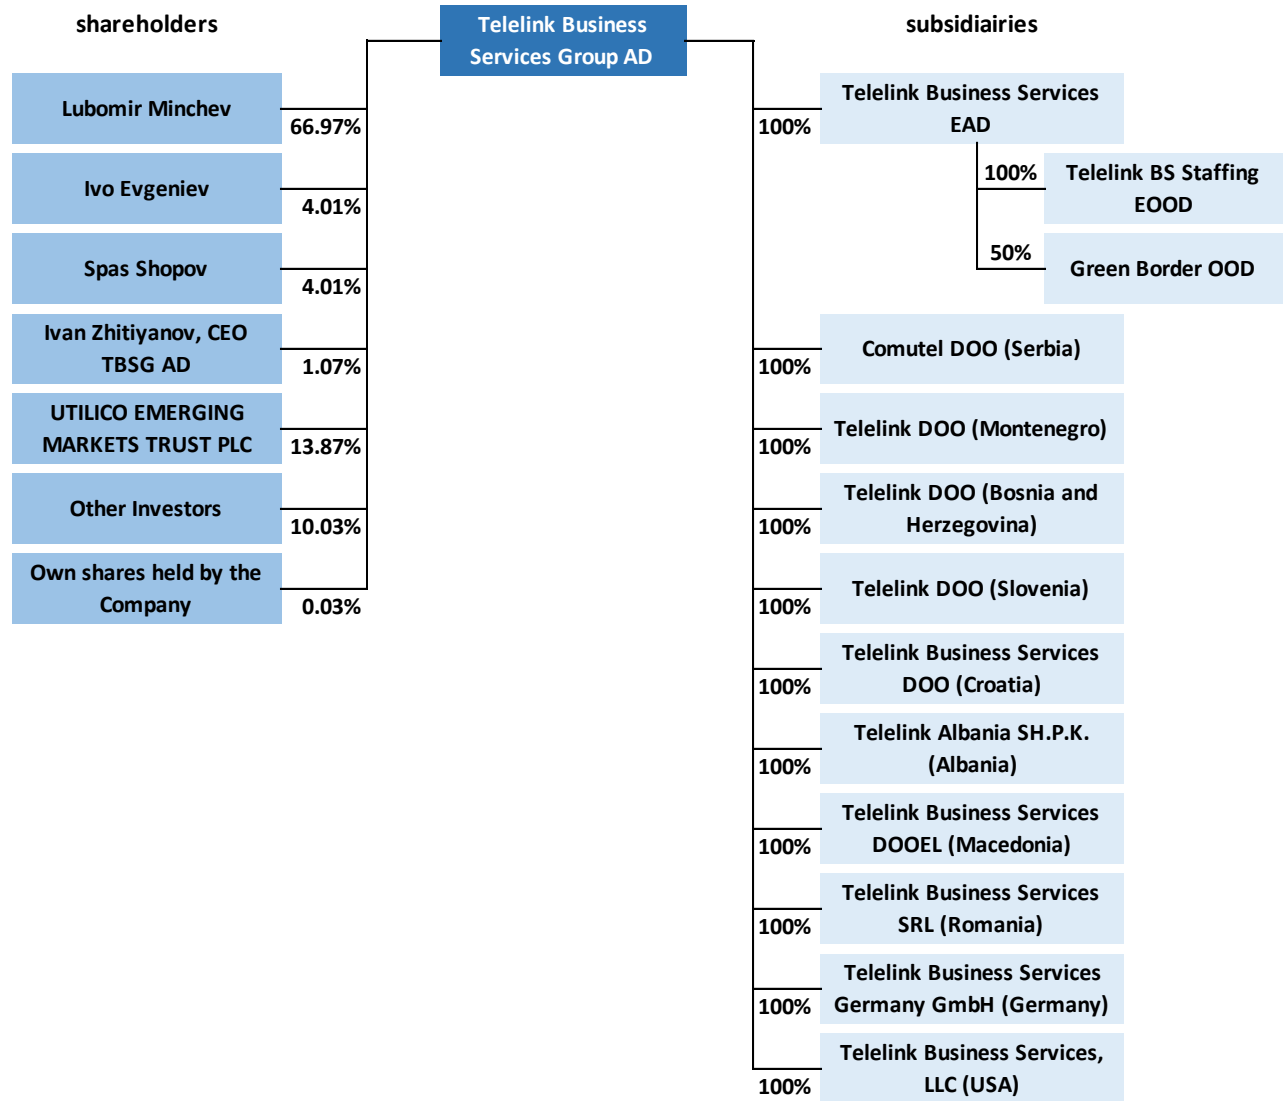 shareholders
Telelink Business
Services Group AD
subsidiairies
Lubomir Minchev
66.97%
Ivo Evgeniev
4.01%
Spas Shopov
4.01%
Ivan Zhitiyanov, CEO
TBSG AD
1.07%
UTILICO EMERGING
MARKETS TRUST PLC
13.87%
Other Investors
10.03%
Own shares held by the
Company
0.03%
100%
Telelink Business Services
EAD
100%
Telelink BS Staffing
EOOD
50%
Green Border OOD
100%
Comutel DOO (Serbia)
100%
Telelink DOO (Montenegro)
100%
Telelink DOO (Bosnia and
Herzegovina)
100%
Telelink DOO (Slovenia)
100%
Telelink Business Services
DOO (Croatia)
100%
Telelink Albania SH.P.K.
(Albania)
100%
Telelink Business Services
DOOEL (Macedonia)
100%
Telelink Business Services
SRL (Romania)
100%
Telelink Business Services
Germany GmbH (Germany)
100%
Telelink Business Services,
LLC (USA)